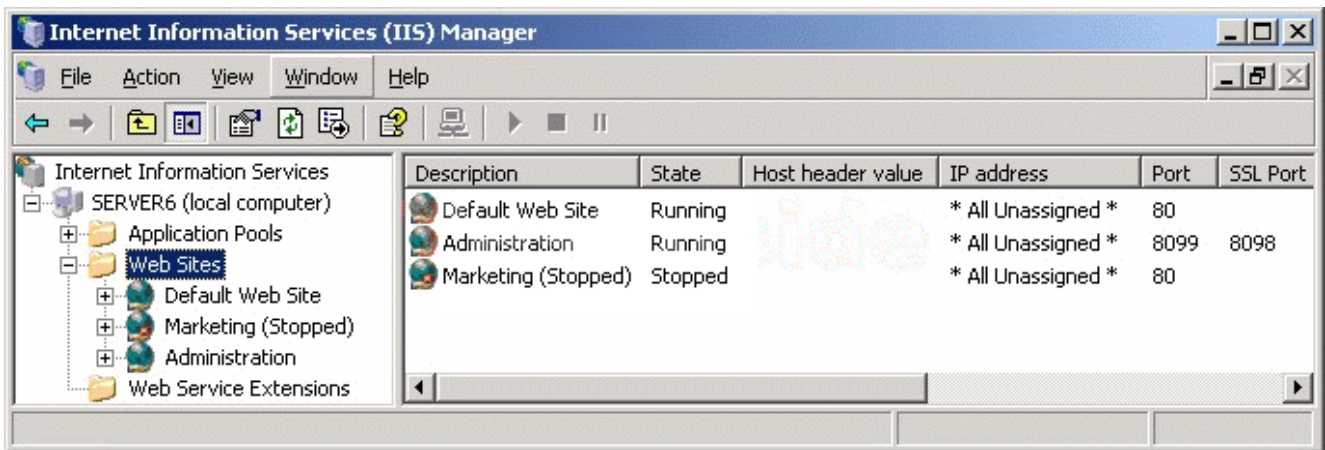 Internet Information Services (IIS) Manager
File Action View Window Help
Internet Information Services
SERVER6 (local computer)
Application Pools
Web Sites
Default Web Site
Marketing (Stopped)
Administration
Web Service Extensions
Description State Host header value IP address Port SSL Port
Default Web Site Running * All Unassigned * 80
Administration Running * All Unassigned * 8099 8098
Marketing (Stopped) Stopped * All Unassigned * 80